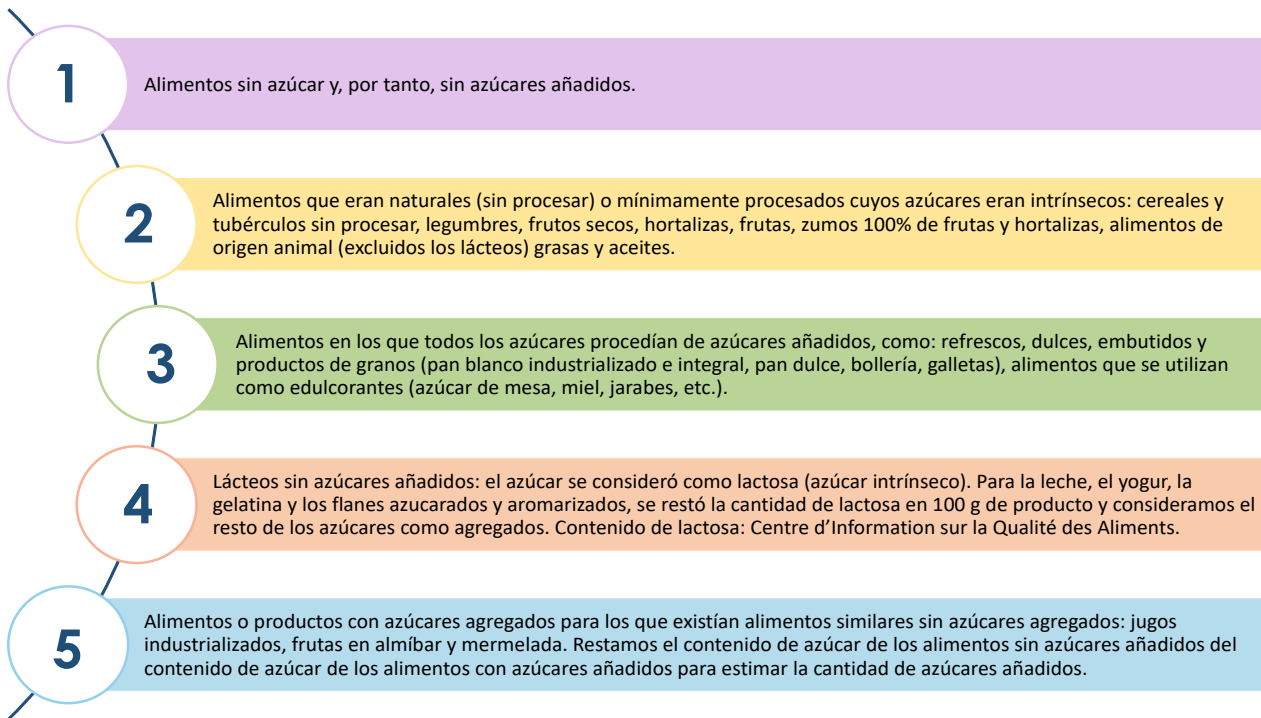 1
Alimentos sin azúcar y, por tanto, sin azúcares añadidos.
2
Alimentos que eran naturales (sin procesar) o mínimamente procesados cuyos azúcares eran intrínsecos: cereales y
tubérculos sin procesar, legumbres, frutos secos, hortalizas, frutas, zumos 100% de frutas y hortalizas, alimentos de
origen animal (excluidos los lácteos) grasas y aceites.
3
Alimentos en los que todos los azúcares procedían de azúcares añadidos, como: refrescos, dulces, embutidos y
productos de granos (pan blanco industrializado e integral, pan dulce, bollería, galletas), alimentos que se utilizan
como edulcorantes (azúcar de mesa, miel, jarabes, etc.).
4
Lácteos sin azúcares añadidos: el azúcar se consideró como lactosa (azúcar intrínseco). Para la leche, el yogur, la
gelatina y los flanes azucarados y aromarizados, se restó la cantidad de lactosa en 100 g de producto y consideramos el
resto de los azúcares como agregados. Contenido de lactosa: Centre d’Information sur la Qualité des Aliments.
5
Alimentos o productos con azúcares agregados para los que existían alimentos similares sin azúcares agregados: jugos
industrializados, frutas en almíbar y mermelada. Restamos el contenido de azúcar de los alimentos sin azúcares añadidos del
contenido de azúcar de los alimentos con azúcares añadidos para estimar la cantidad de azúcares añadidos.